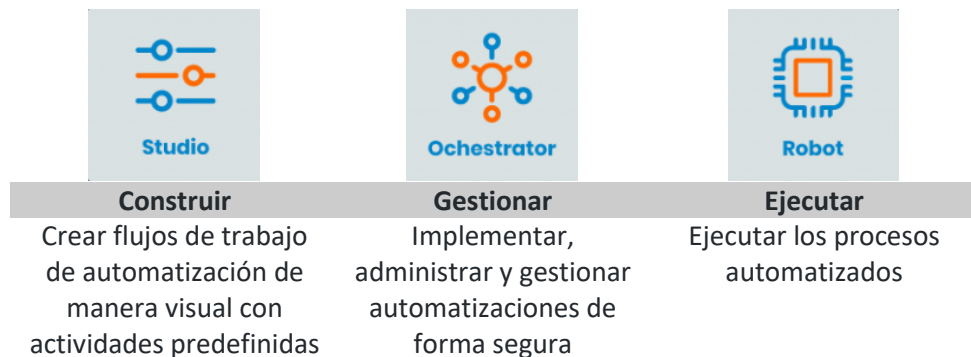 Studio
Ochestrator
Robot
Construir
Gestionar
Ejecutar
Crear flujos de trabajo
de automatización de
manera visual con
actividades predefinidas
Implementar,
administrar y gestionar
automatizaciones de
forma segura
Ejecutar los procesos
automatizados